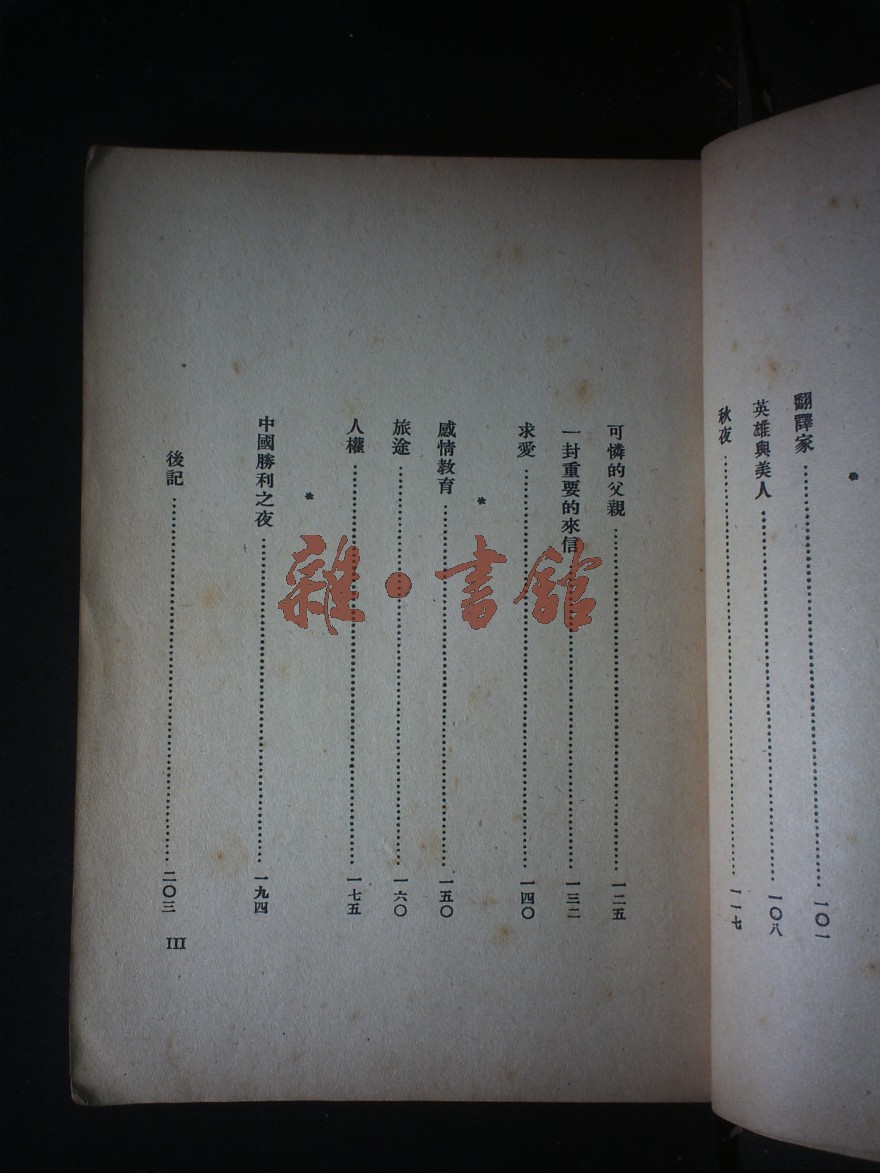 翻譯家……一〇一
英雄與美人……一〇八
秋夜……一一七
可憐的父親……一二五
一封重要的來信……一三二
求愛……一四〇
*
感情教育……一五〇
旅途……一六〇
人權……一七五
*
中國勝利之夜……一九四
後記……二〇三
III
雜·書館